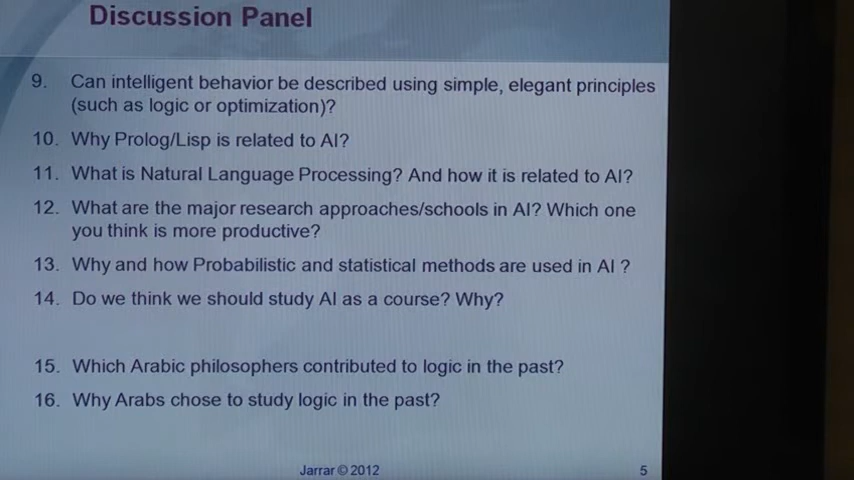 Discussion Panel
9. Can intelligent behavior be described using simple, elegant principles
(such as logic or optimization)?
10. Why Prolog/Lisp is related to AI?
11. What is Natural Language Processing? And how it is related to AI?
12. What are the major research approaches/schools in AI? Which one
you think is more productive?
13. Why and how Probabilistic and statistical methods are used in AI ?
14. Do we think we should study AI as a course? Why?
15. Which Arabic philosophers contributed to logic in the past?
16. Why Arabs chose to study logic in the past?
Jarrar © 2012 5